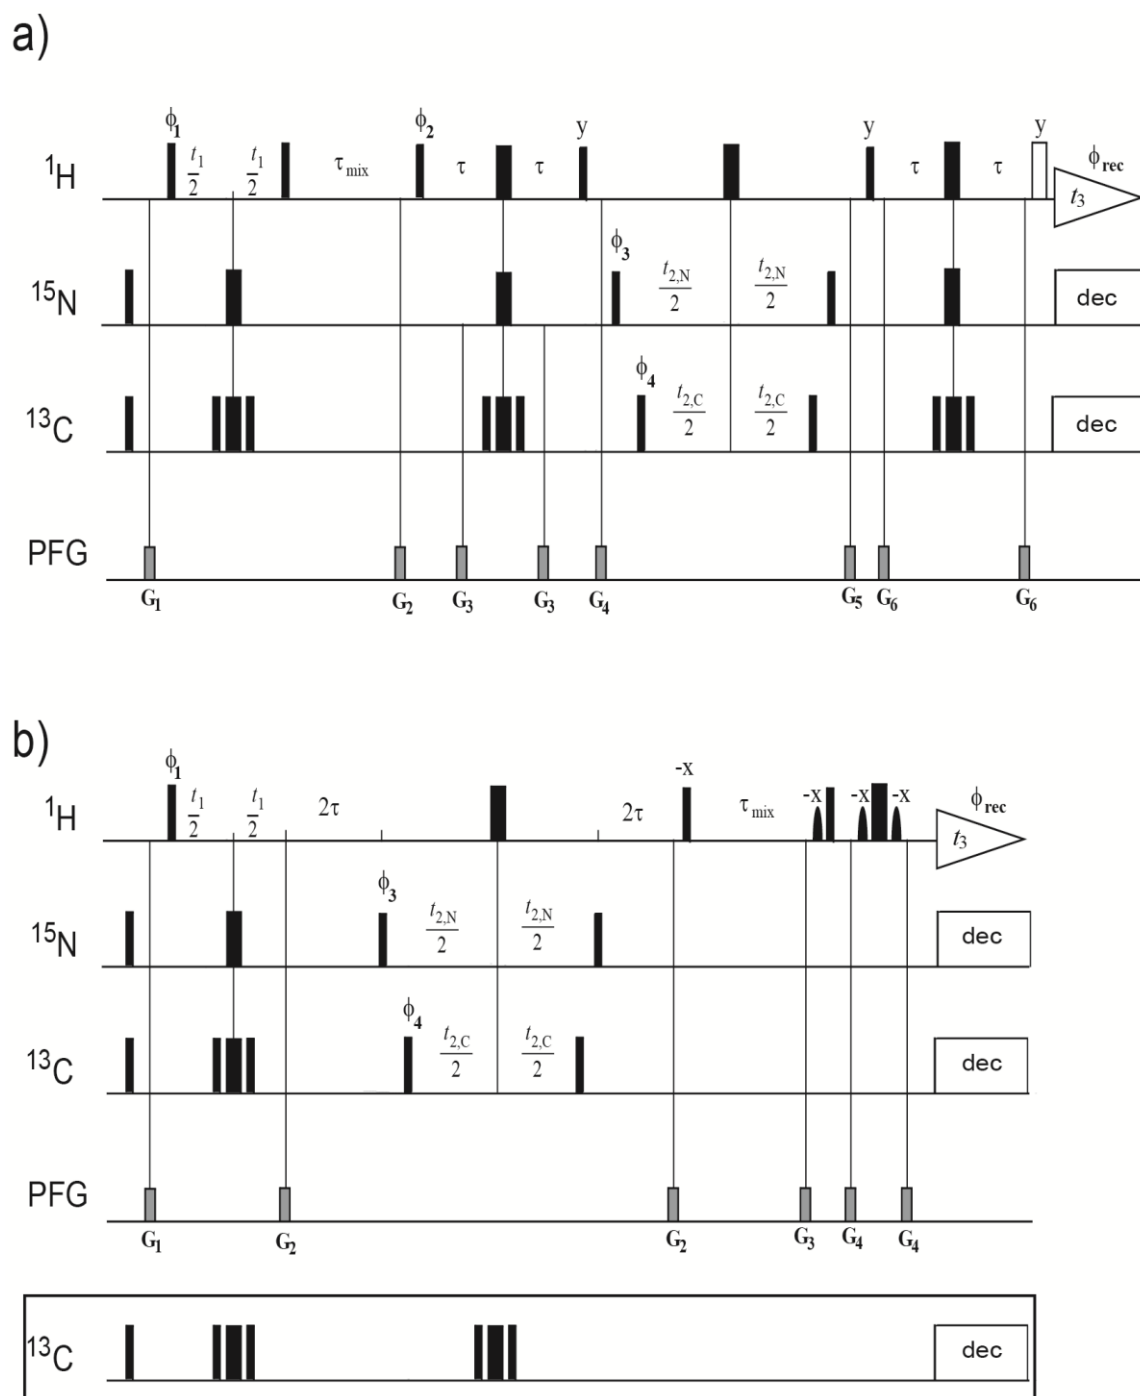 a)
ϕ1 t1/2 t1/2 τmix ϕ2 τ τ y y τ τ y ϕrec
1H t3
ϕ3
15N t2,N/2 t2,N/2 dec
ϕ4
13C t2,C/2 t2,C/2 dec
PFG
G1 G2 G3 G3 G4 G5 G6 G6
b)
ϕ1 t1/2 t1/2 2τ 2τ -x τmix -x -x -x ϕrec
1H t3
ϕ3
15N t2,N/2 t2,N/2 dec
ϕ4
13C t2,C/2 t2,C/2 dec
PFG
G1 G2 G2 G3 G4 G4
13C dec